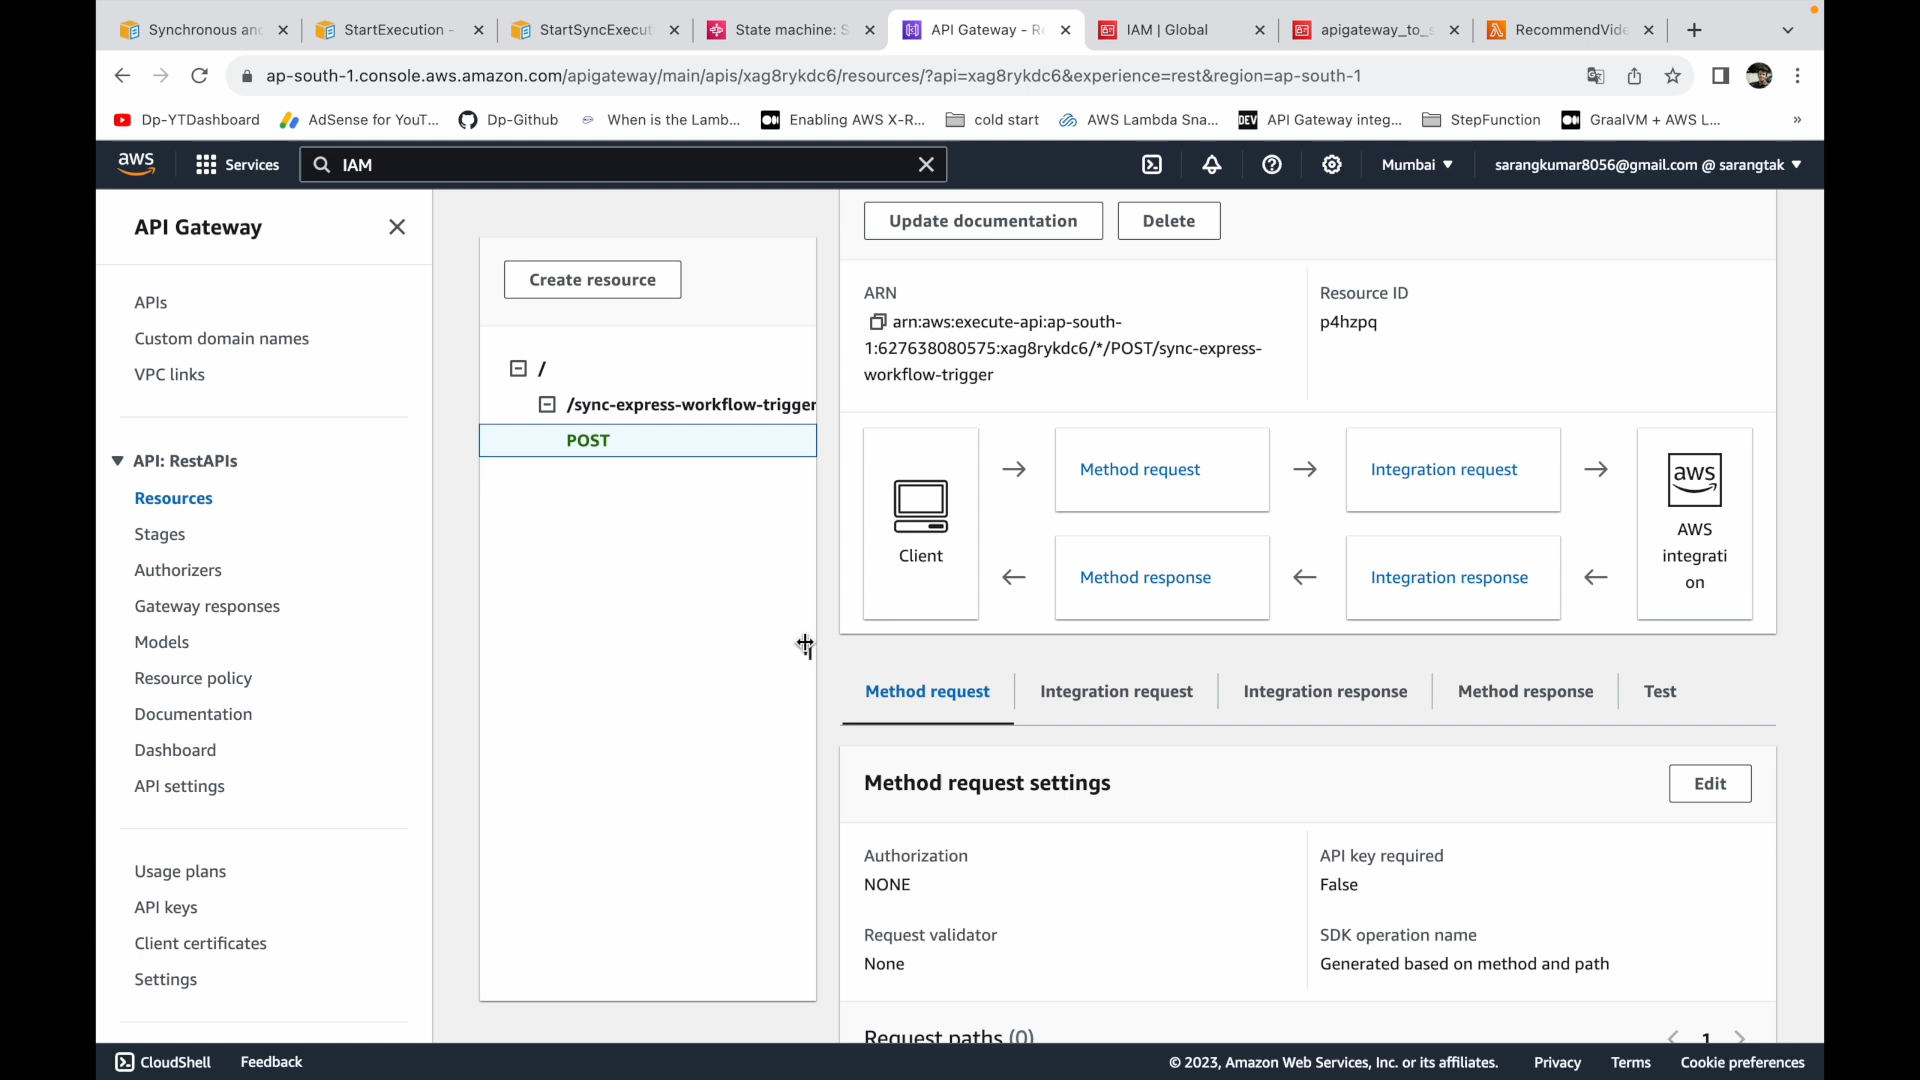 Synchronous anc
StartExecution -
StartSyncExecut
State machine: S
API Gateway - Re
IAM | Global
apigateway_to_s
RecommendVide
ap-south-1.console.aws.amazon.com/apigateway/main/apis/xag8rykdc6/resources/?api=xag8rykdc6&experience=rest&region=ap-south-1
Dp-YTDashboard
AdSense for YouT...
Dp-Github
When is the Lamb...
Enabling AWS X-R...
cold start
AWS Lambda Sna...
DEV
API Gateway integ...
StepFunction
GraalVM + AWS L...
»
aws
Services
IAM
Mumbai
sarangkumar8056@gmail.com @ sarangtak
API Gateway
APIs
Custom domain names
VPC links
API: RestAPIs
Resources
Stages
Authorizers
Gateway responses
Models
Resource policy
Documentation
Dashboard
API settings
Usage plans
API keys
Client certificates
Settings
Create resource
/
/sync-express-workflow-trigger
POST
Update documentation
Delete
ARN
arn:aws:execute-api:ap-south-
1:627638080575:xag8rykdc6/*/POST/sync-express-
workflow-trigger
Resource ID
p4hzpq
Client
Method request
Integration request
Method response
Integration response
aws
AWS
integrati
on
Method request
Integration request
Integration response
Method response
Test
Method request settings
Edit
Authorization
NONE
API key required
False
Request validator
None
SDK operation name
Generated based on method and path
Request paths (0)
1
CloudShell
Feedback
© 2023, Amazon Web Services, Inc. or its affiliates.
Privacy
Terms
Cookie preferences